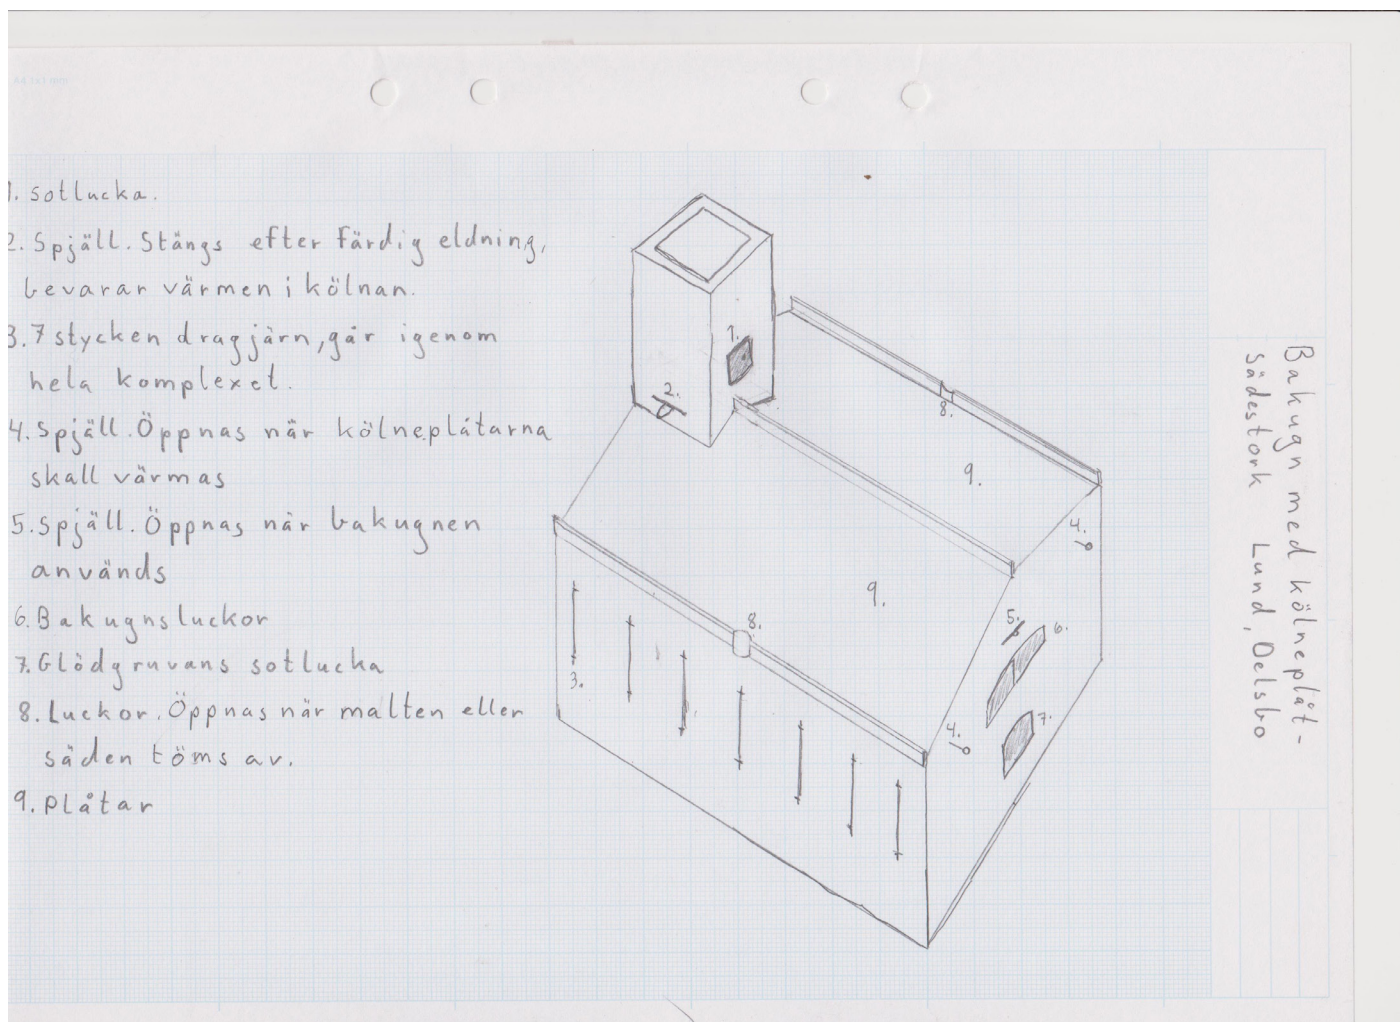 1. sotlucka.
2. Spjäll. Stängs efter färdig eldning,
bevarar värmen i kölnan.
3. 7 stycken dragjärn, går igenom
hela komplexet.
4. Spjäll. Öppnas när kölneplåtarna
skall värmas
5. Spjäll. Öppnas när bakugnen
används
6. Bakugnsluckor
7. Glödgruvans sotlucka
8. Luckor. Öppnas när malten eller
säden töms av.
9. Plåtar
1.
2.
8.
9.
4.
9.
5.
6.
8.
3.
7.
4.
Bakugn med kölneplåt-
sädestork Lund, Delsbo